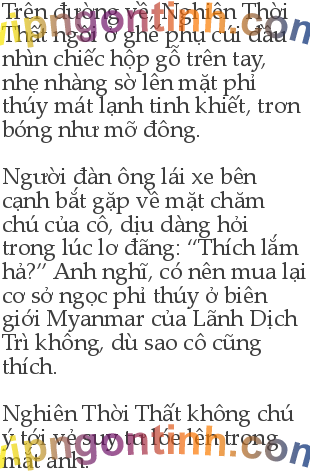 Trên đường về, Nghiên Thời
Thất ngồi ở ghế phụ cúi đầu
nhìn chiếc hộp gỗ trên tay,
nhẹ nhàng sờ lên mặt phỉ
thúy mát lạnh tinh khiết, trơn
bóng như mỡ đông.
Người đàn ông lái xe bên
cạnh bắt gặp vẻ mặt chăm
chú của cô, dịu dàng hỏi
trong lúc lơ đãng: “Thích lắm
hả?” Anh nghĩ, có nên mua lại
cơ sở ngọc phỉ thúy ở biên
giới Myanmar của Lãnh Dịch
Trì không, dù sao cô cũng
thích.
Nghiên Thời Thất không chú
ý tới vẻ suy tư lóe lên trong
mắt anh.